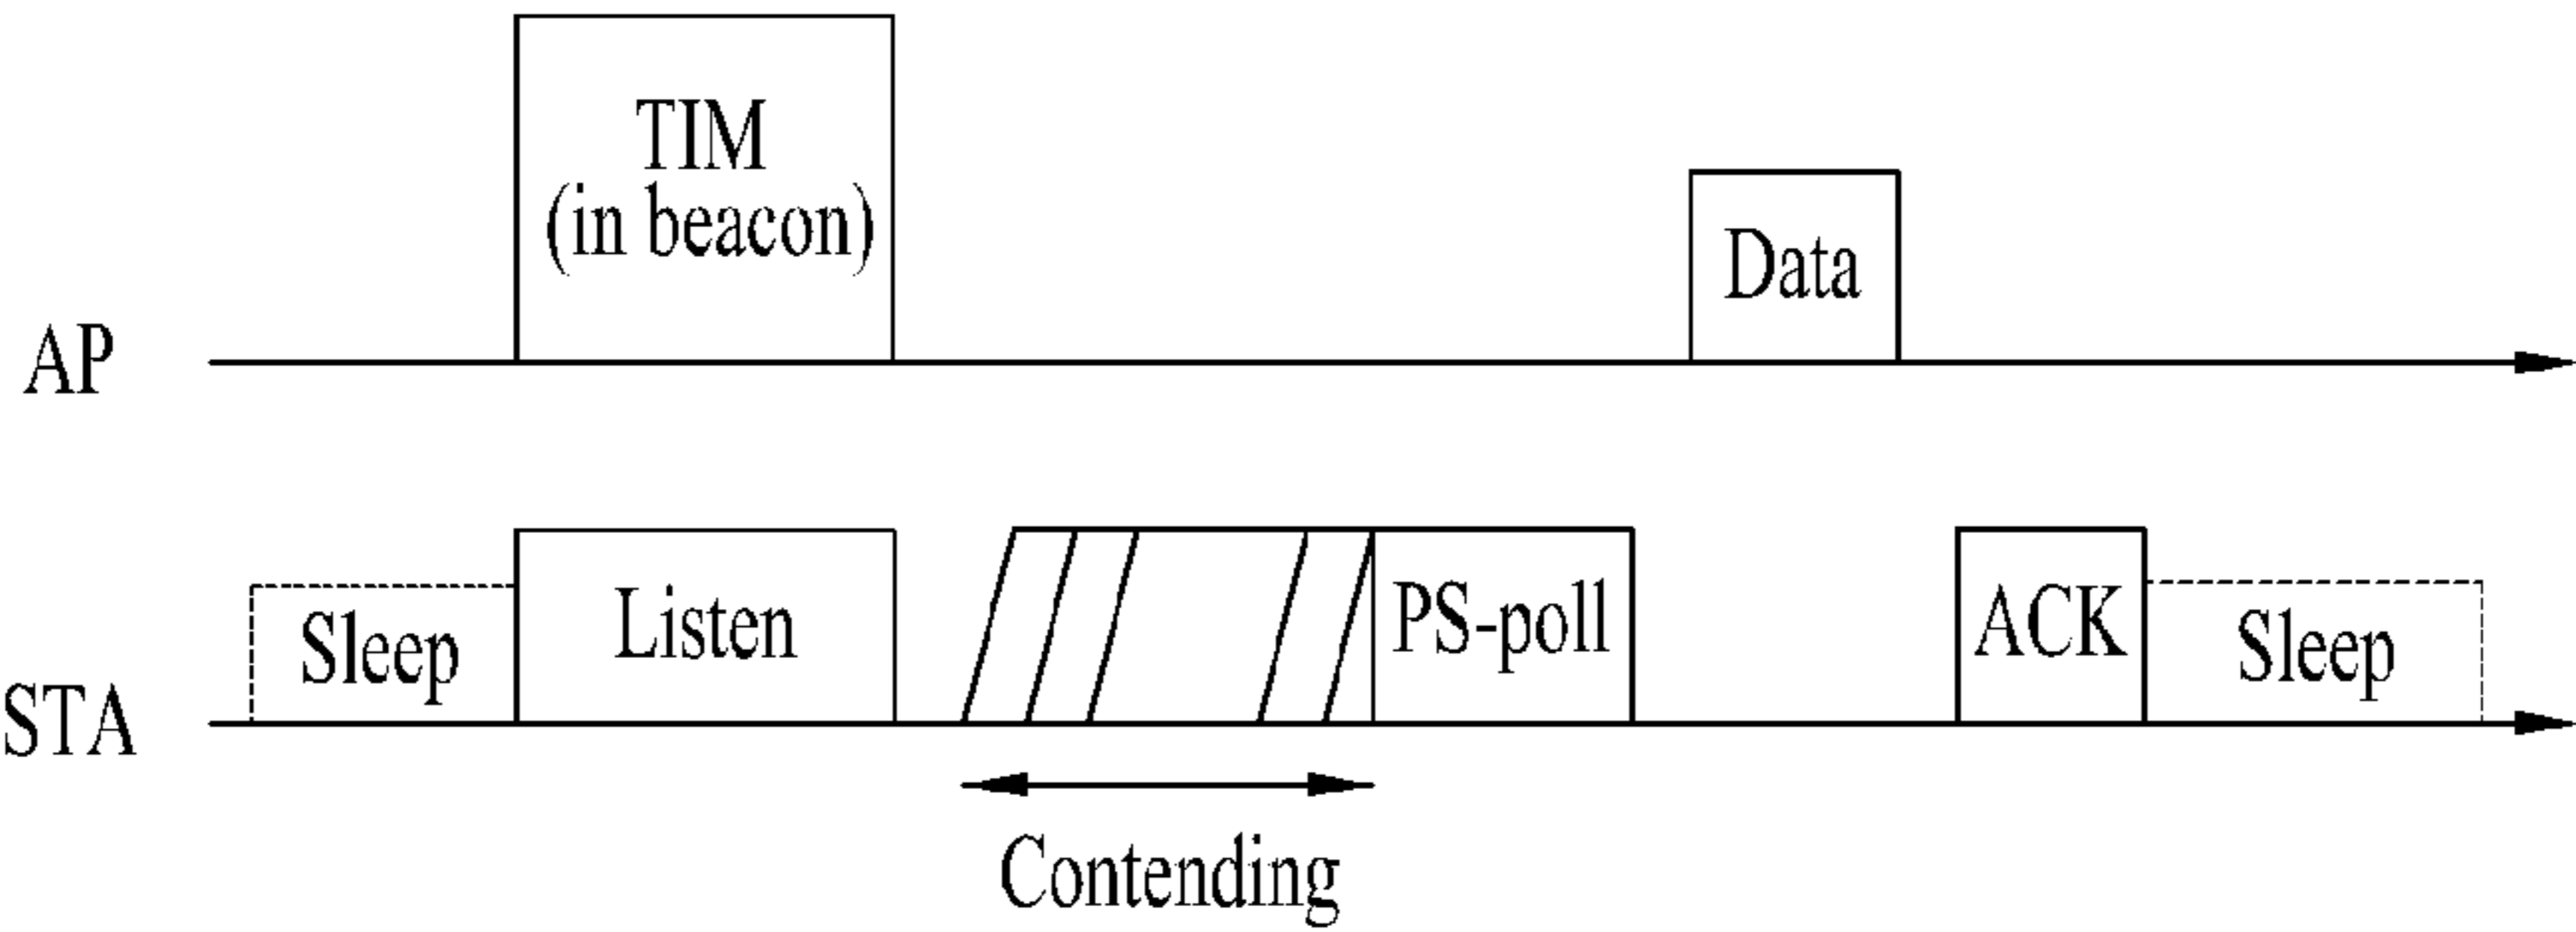 TIM
(in beacon)
Data
AP
Sleep
Listen
PS-poll
ACK
Sleep
STA
Contending